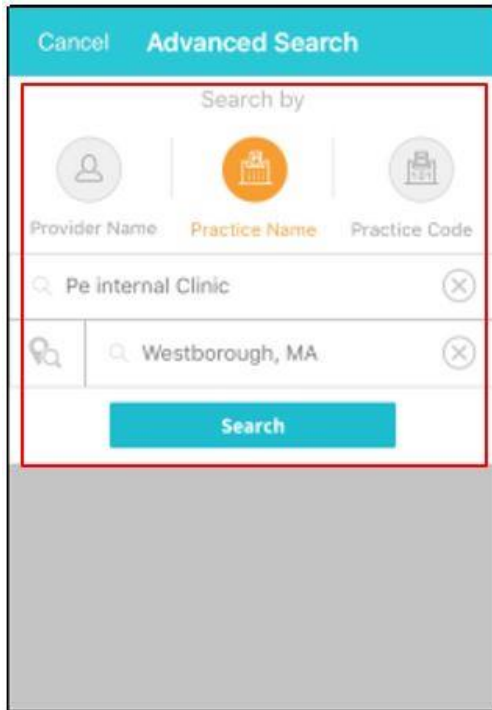 Cancel Advanced Search
Search by
Provider Name Practice Name Practice Code
Pe internal Clinic
Westborough, MA
Search